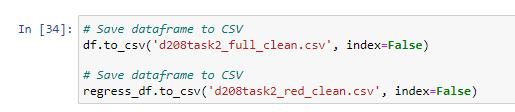 In [34]: # Save dataframe to CSV
df.to_csv('d208task2_full_clean.csv', index=False)
# Save dataframe to CSV
regress_df.to_csv('d208task2_red_clean.csv', index=False)